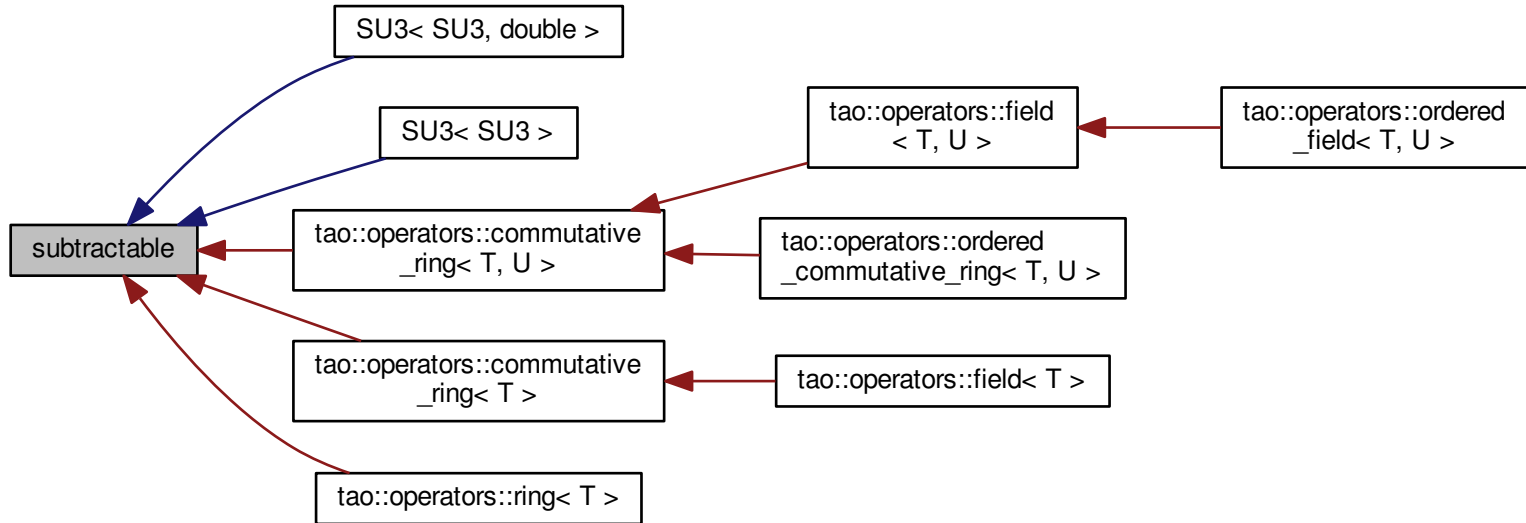 SU3< SU3, double >
SU3< SU3 >
tao::operators::field
< T, U >
tao::operators::ordered
_field< T, U >
subtractable
tao::operators::commutative
_ring< T, U >
tao::operators::ordered
_commutative_ring< T, U >
tao::operators::commutative
_ring< T >
tao::operators::field< T >
tao::operators::ring< T >